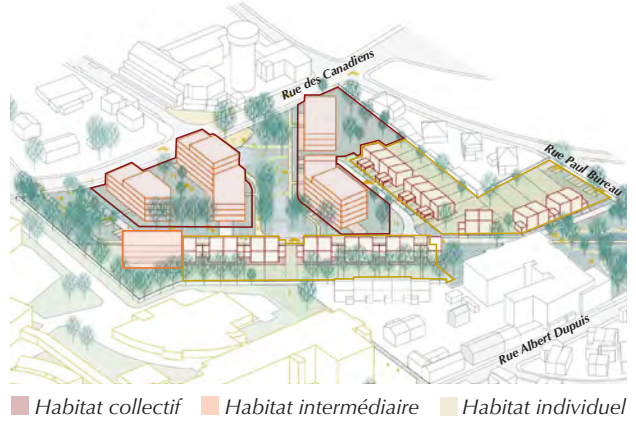 Rue des Canadiens
Rue Paul Bureau
Rue Albert Dupuis
Habitat collectif Habitat intermédiaire Habitat individuel